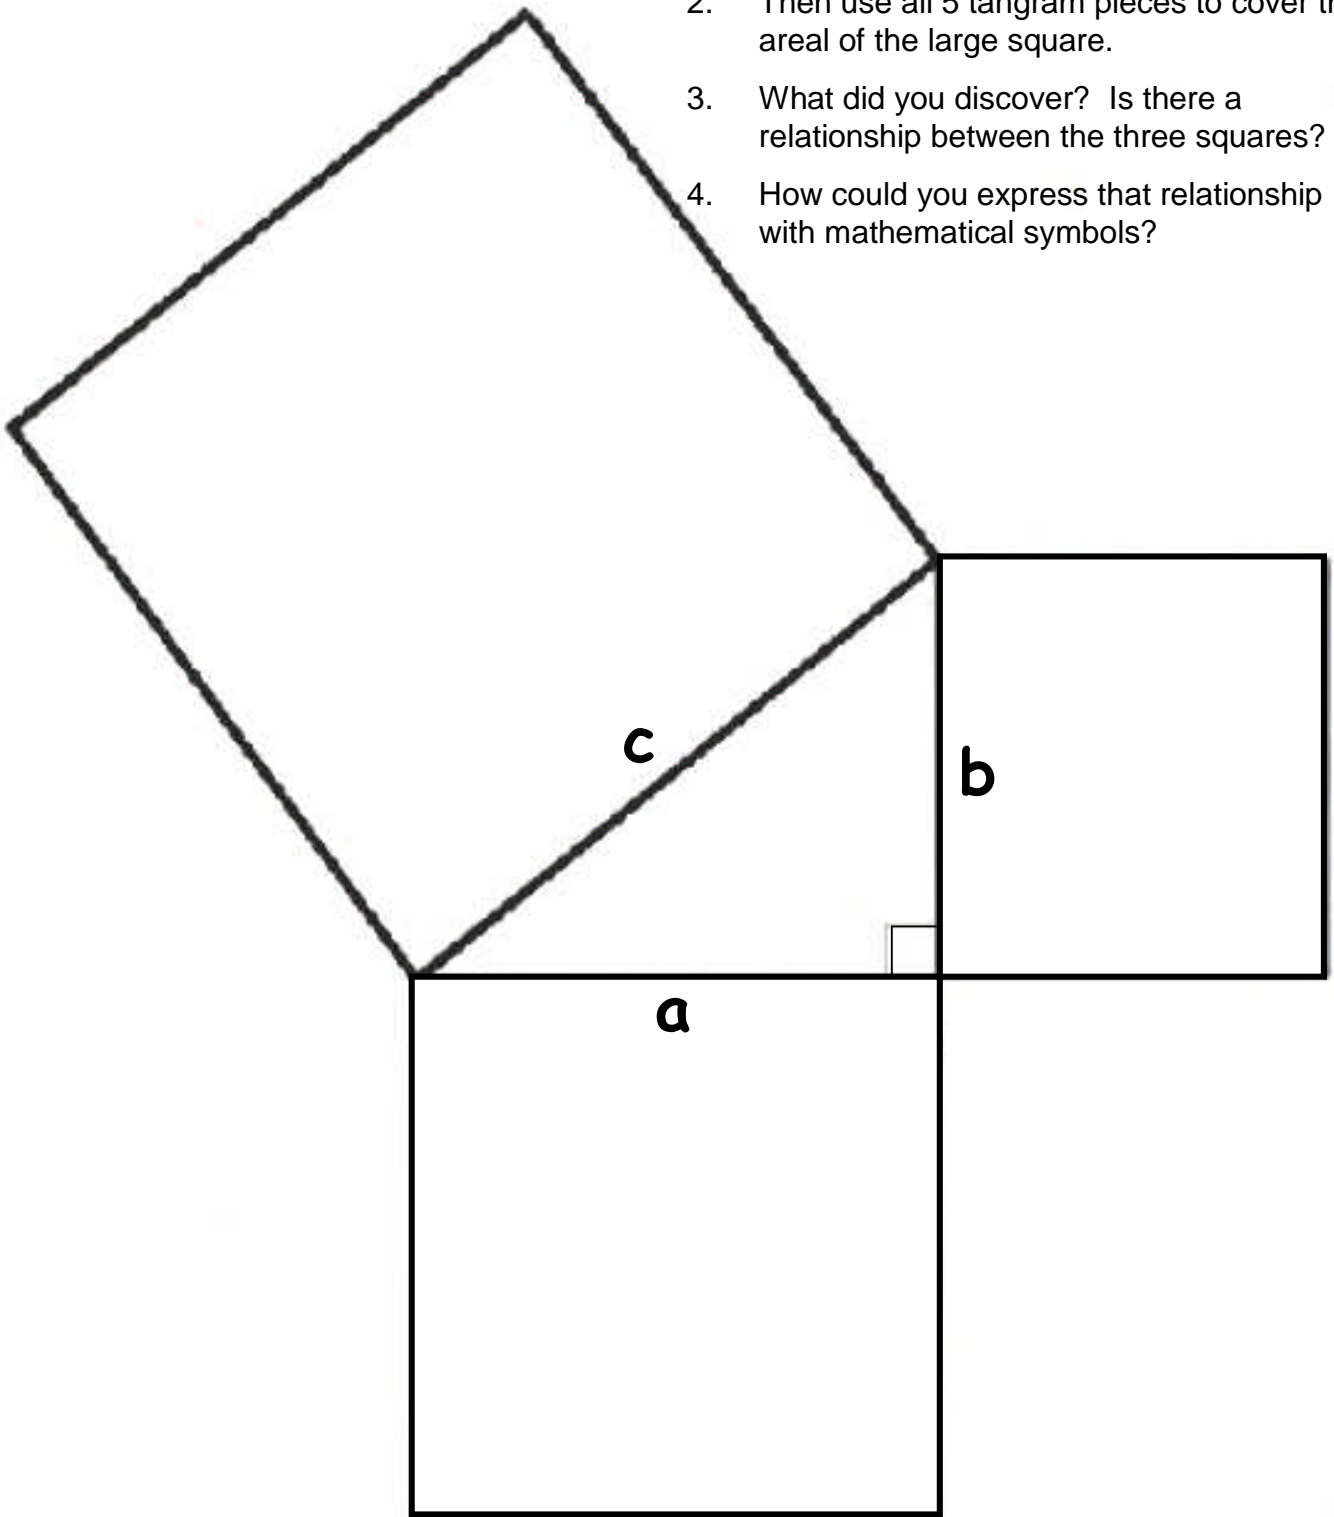 2. Then use all 5 tangram pieces to cover
areal of the large square.
3. What did you discover? Is there a
relationship between the three squares?
4. How could you express that relationship
with mathematical symbols?
c
b
a